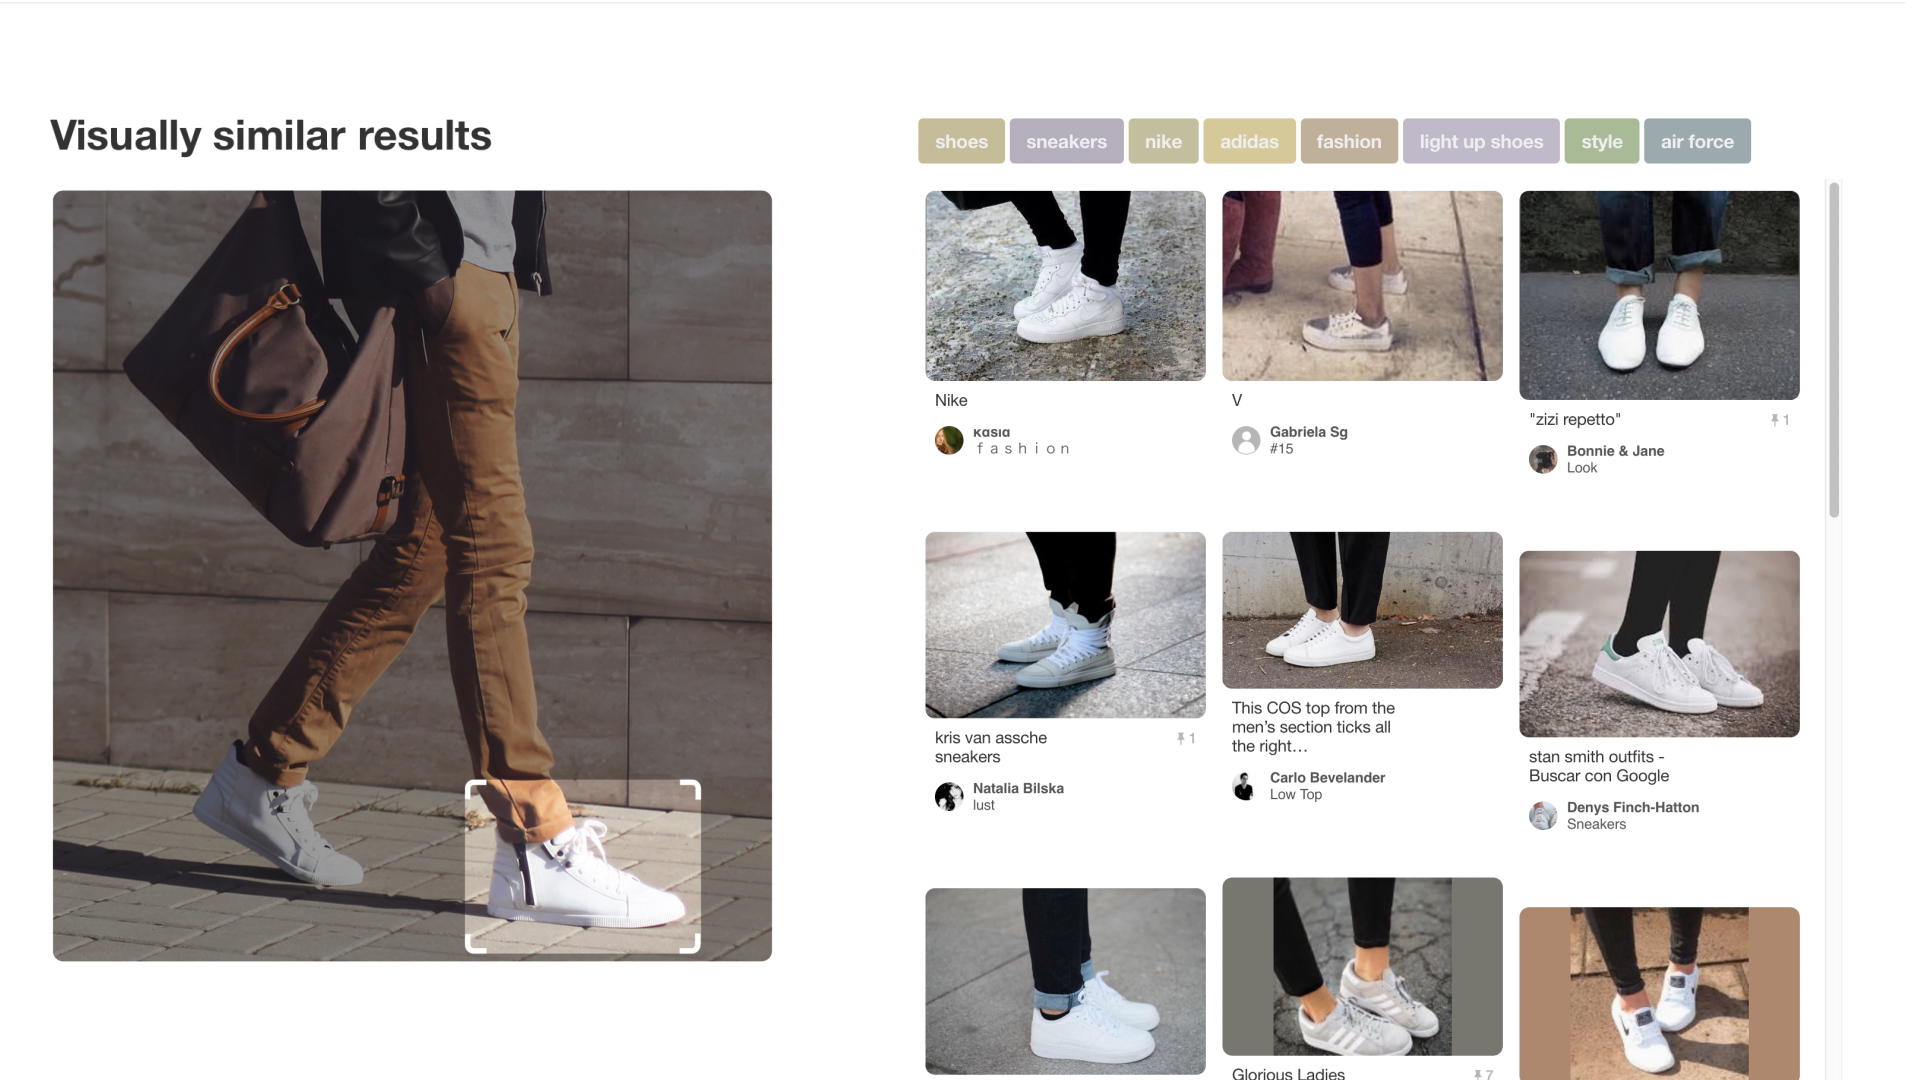 Visually similar results
shoes
sneakers
nike
adidas
fashion
light up shoes
style
air force
Nike
κɑsıɑ
f a s h i o n
V
Gabriela Sg
#15
"zizi repetto"
1
Bonnie & Jane
Look
kris van assche
sneakers
1
Natalia Bilska
lust
This COS top from the
men’s section ticks all
the right…
Carlo Bevelander
Low Top
stan smith outfits -
Buscar con Google
Denys Finch-Hatton
Sneakers
Glorious Ladies
7